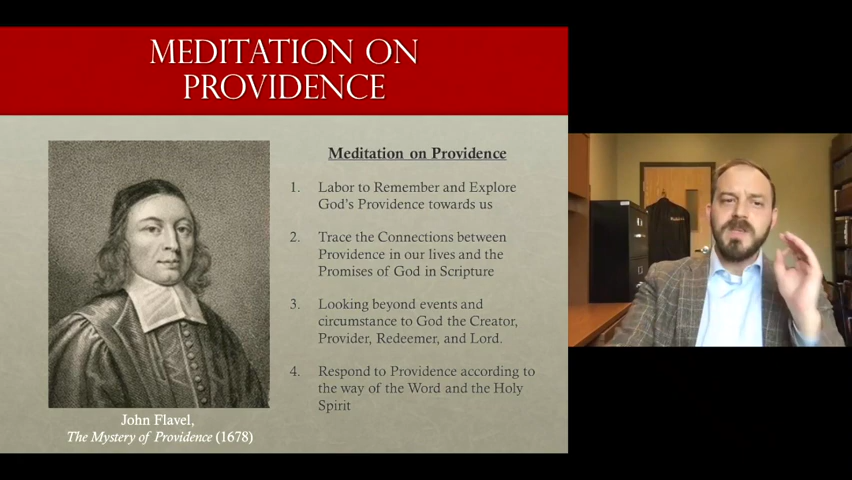 MEDITATION ON
PROVIDENCE
Meditation on Providence
1. Labor to Remember and Explore
God's Providence towards us
2. Trace the Connections between
Providence in our lives and the
Promises of God in Scripture
3. Looking beyond events and
circumstance to God the Creator,
Provider, Redeemer, and Lord.
4. Respond to Providence according to
the way of the Word and the Holy
Spirit
John Flavel,
The Mystery of Providence (1678)